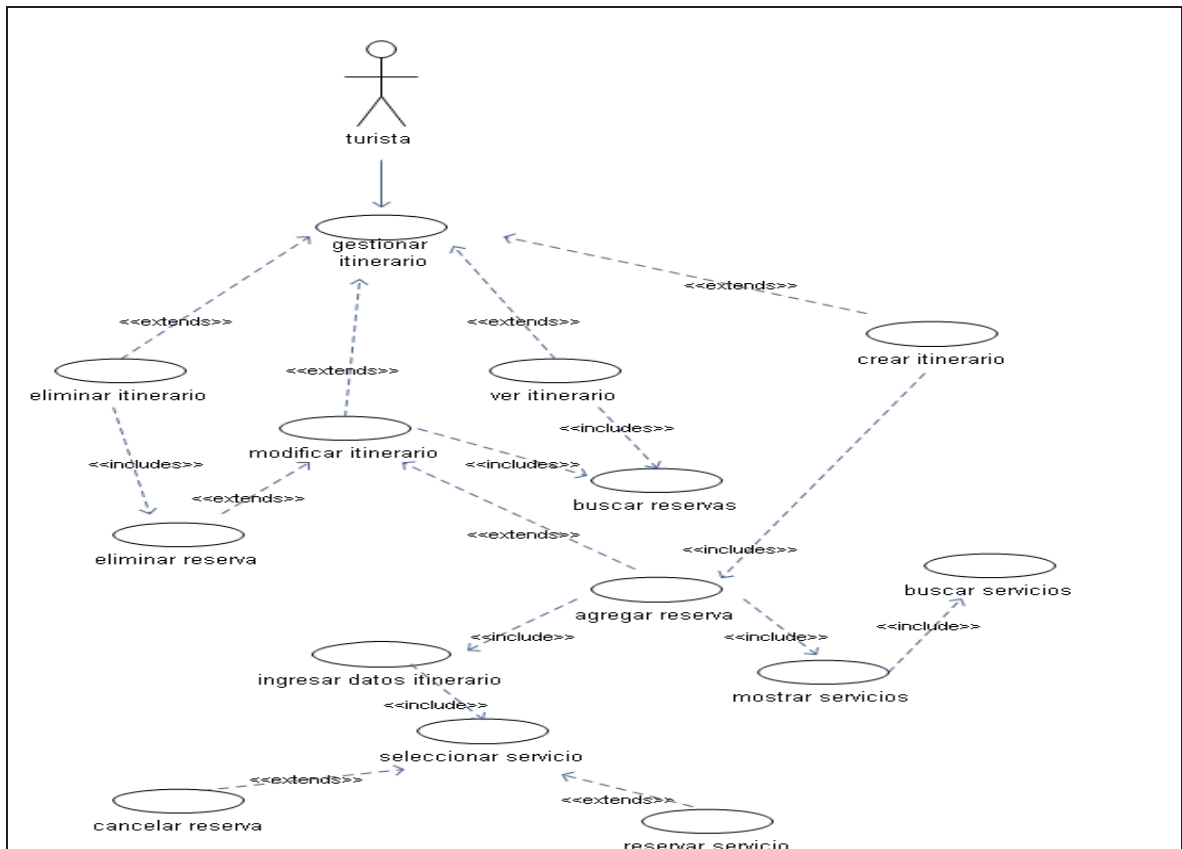 turista
gestionar
itinerario
<<extends>>
<<extends>>
<<extends>>
crear itinerario
<<extends>>
eliminar itinerario
ver itinerario
<<includes>>
modificar itinerario
<<includes>>
<<includes>>
<<extends>>
buscar reservas
<<extends>>
eliminar reserva
<<includes>>
buscar servicios
agregar reserva
<<include>>
<<include>>
<<include>>
ingresar datos itinerario
mostrar servicios
<<include>>
seleccionar servicio
<<extends>>
<<extends>>
cancelar reserva
reservar servicio